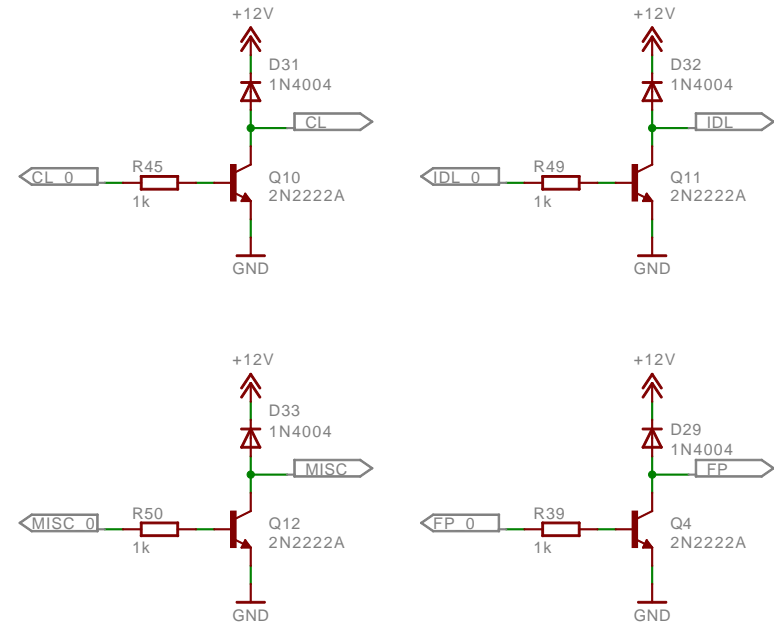 +12V
D31
1N4004
CL
CL_0
R45
1k
Q10
2N2222A
GND
+12V
D32
1N4004
IDL
IDL_0
R49
1k
Q11
2N2222A
GND
+12V
D33
1N4004
MISC
MISC_0
R50
1k
Q12
2N2222A
GND
+12V
D29
1N4004
FP
FP_0
R39
1k
Q4
2N2222A
GND